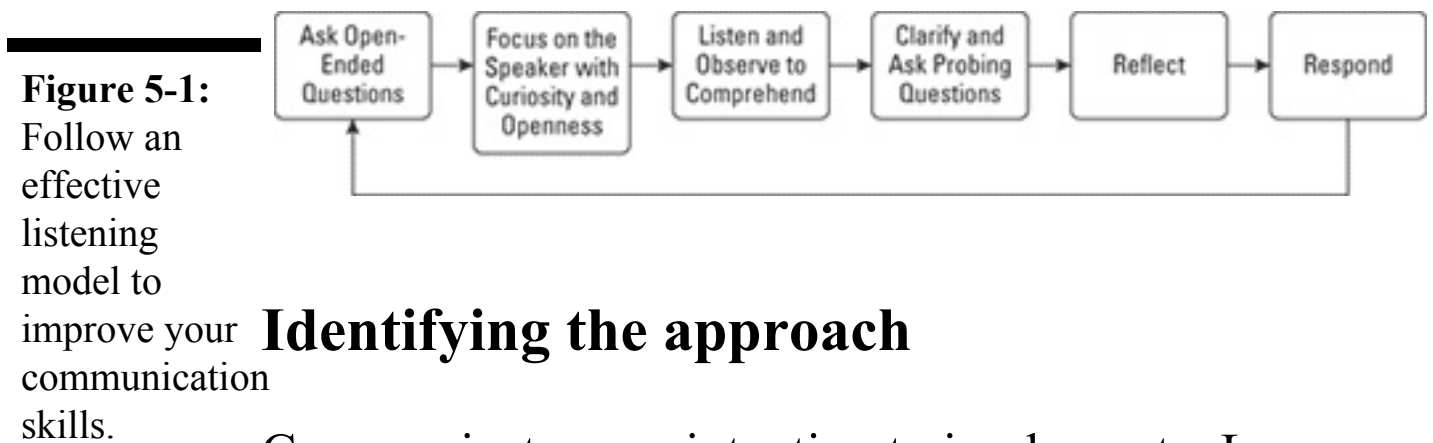 Ask Open-
Ended
Questions
Focus on the
Speaker with
Curiosity and
Openness
Listen and
Observe to
Comprehend
Clarify and
Ask Probing
Questions
Reflect
Respond
Figure 5-1:
Follow an
effective
listening
model to
improve your
communication
skills.
Identifying the approach